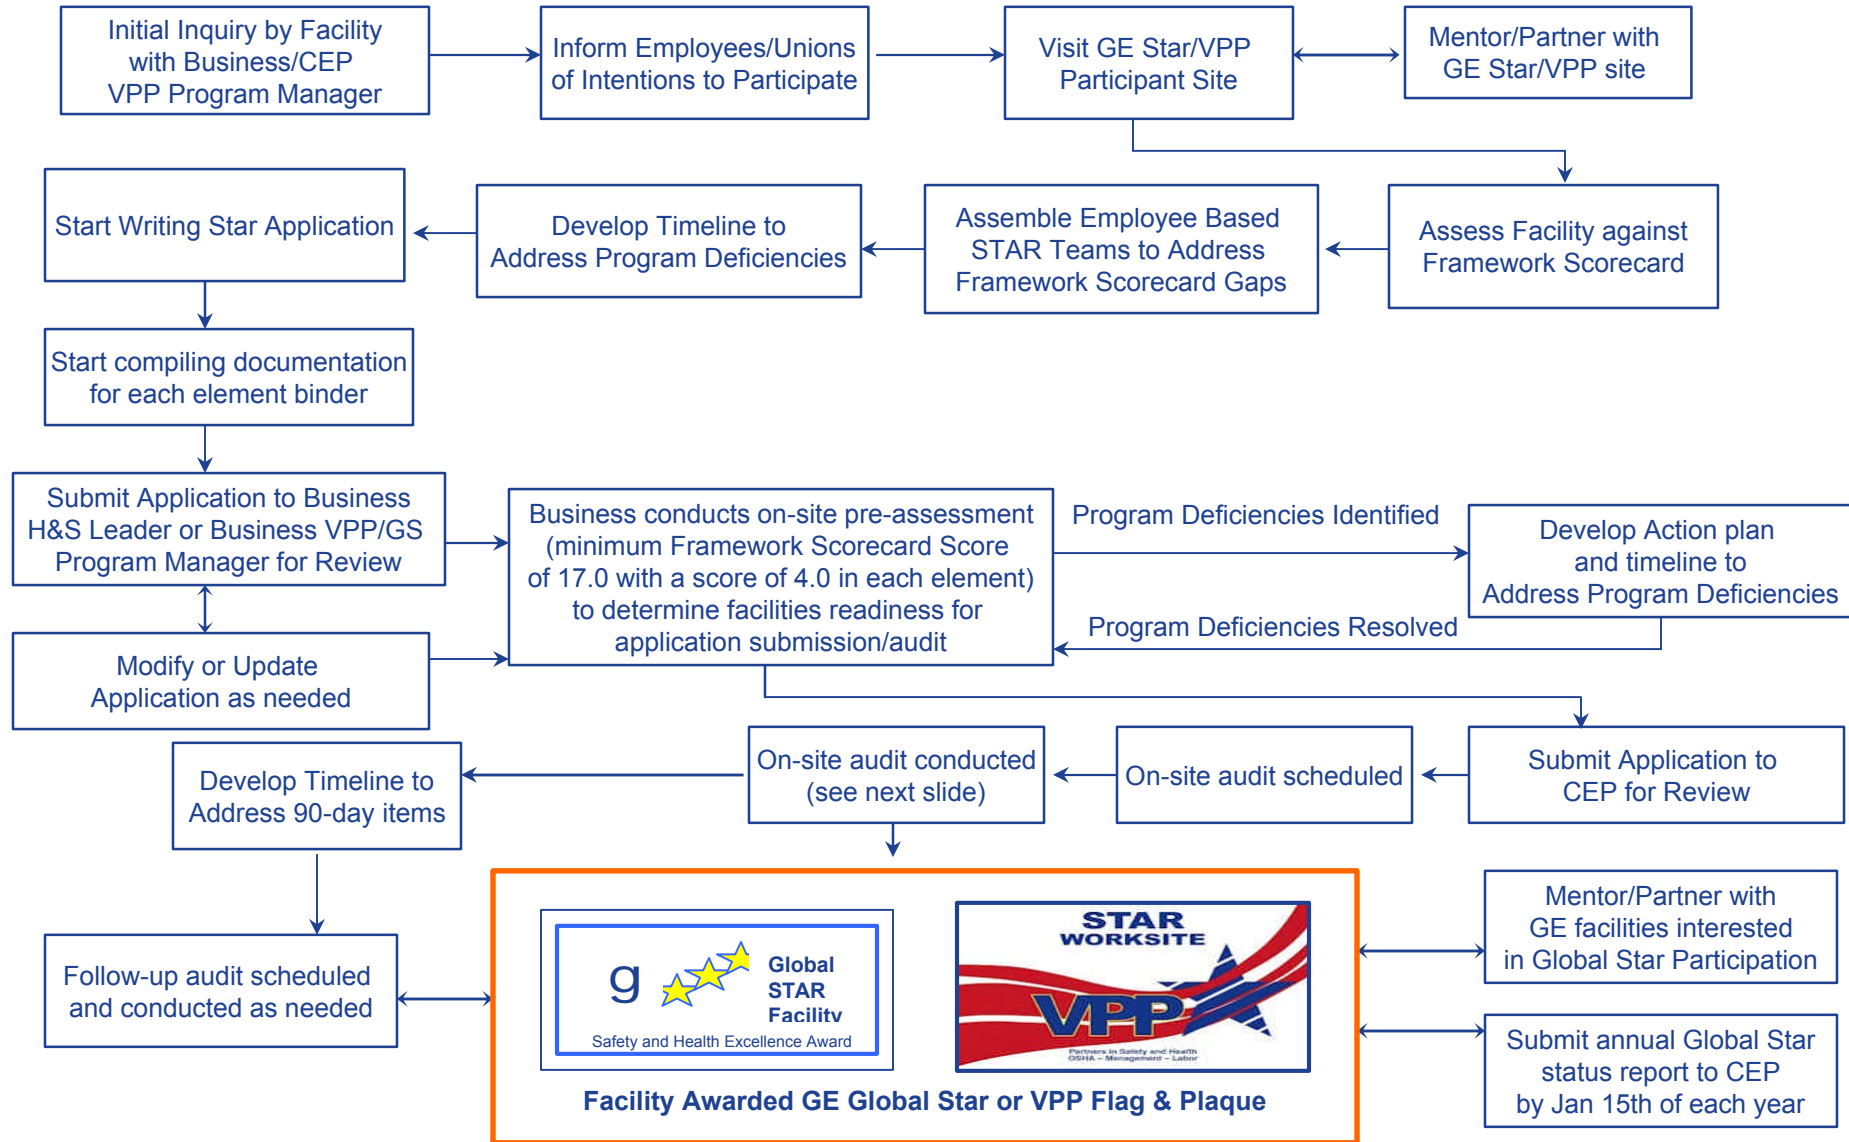 Initial Inquiry by Facility
with Business/CEP
VPP Program Manager
Inform Employees/Unions
of Intentions to Participate
Visit GE Star/VPP
Participant Site
Mentor/Partner with
GE Star/VPP site
Start Writing Star Application
Develop Timeline to
Address Program Deficiencies
Assemble Employee Based
STAR Teams to Address
Framework Scorecard Gaps
Assess Facility against
Framework Scorecard
Start compiling documentation
for each element binder
Submit Application to Business
H&S Leader or Business VPP/GS
Program Manager for Review
Business conducts on-site pre-assessment
(minimum Framework Scorecard Score
of 17.0 with a score of 4.0 in each element)
to determine facilities readiness for
application submission/audit
Program Deficiencies Identified
Develop Action plan
and timeline to
Address Program Deficiencies
Program Deficiencies Resolved
Modify or Update
Application as needed
Develop Timeline to
Address 90-day items
On-site audit conducted
(see next slide)
On-site audit scheduled
Submit Application to
CEP for Review
Follow-up audit scheduled
and conducted as needed
g
Global
STAR
Facility
Safety and Health Excellence Award
STAR
WORKSITE
VPP
Partners in Safety and Health
OSHA – Management – Labor
Facility Awarded GE Global Star or VPP Flag & Plaque
Mentor/Partner with
GE facilities interested
in Global Star Participation
Submit annual Global Star
status report to CEP
by Jan 15th of each year